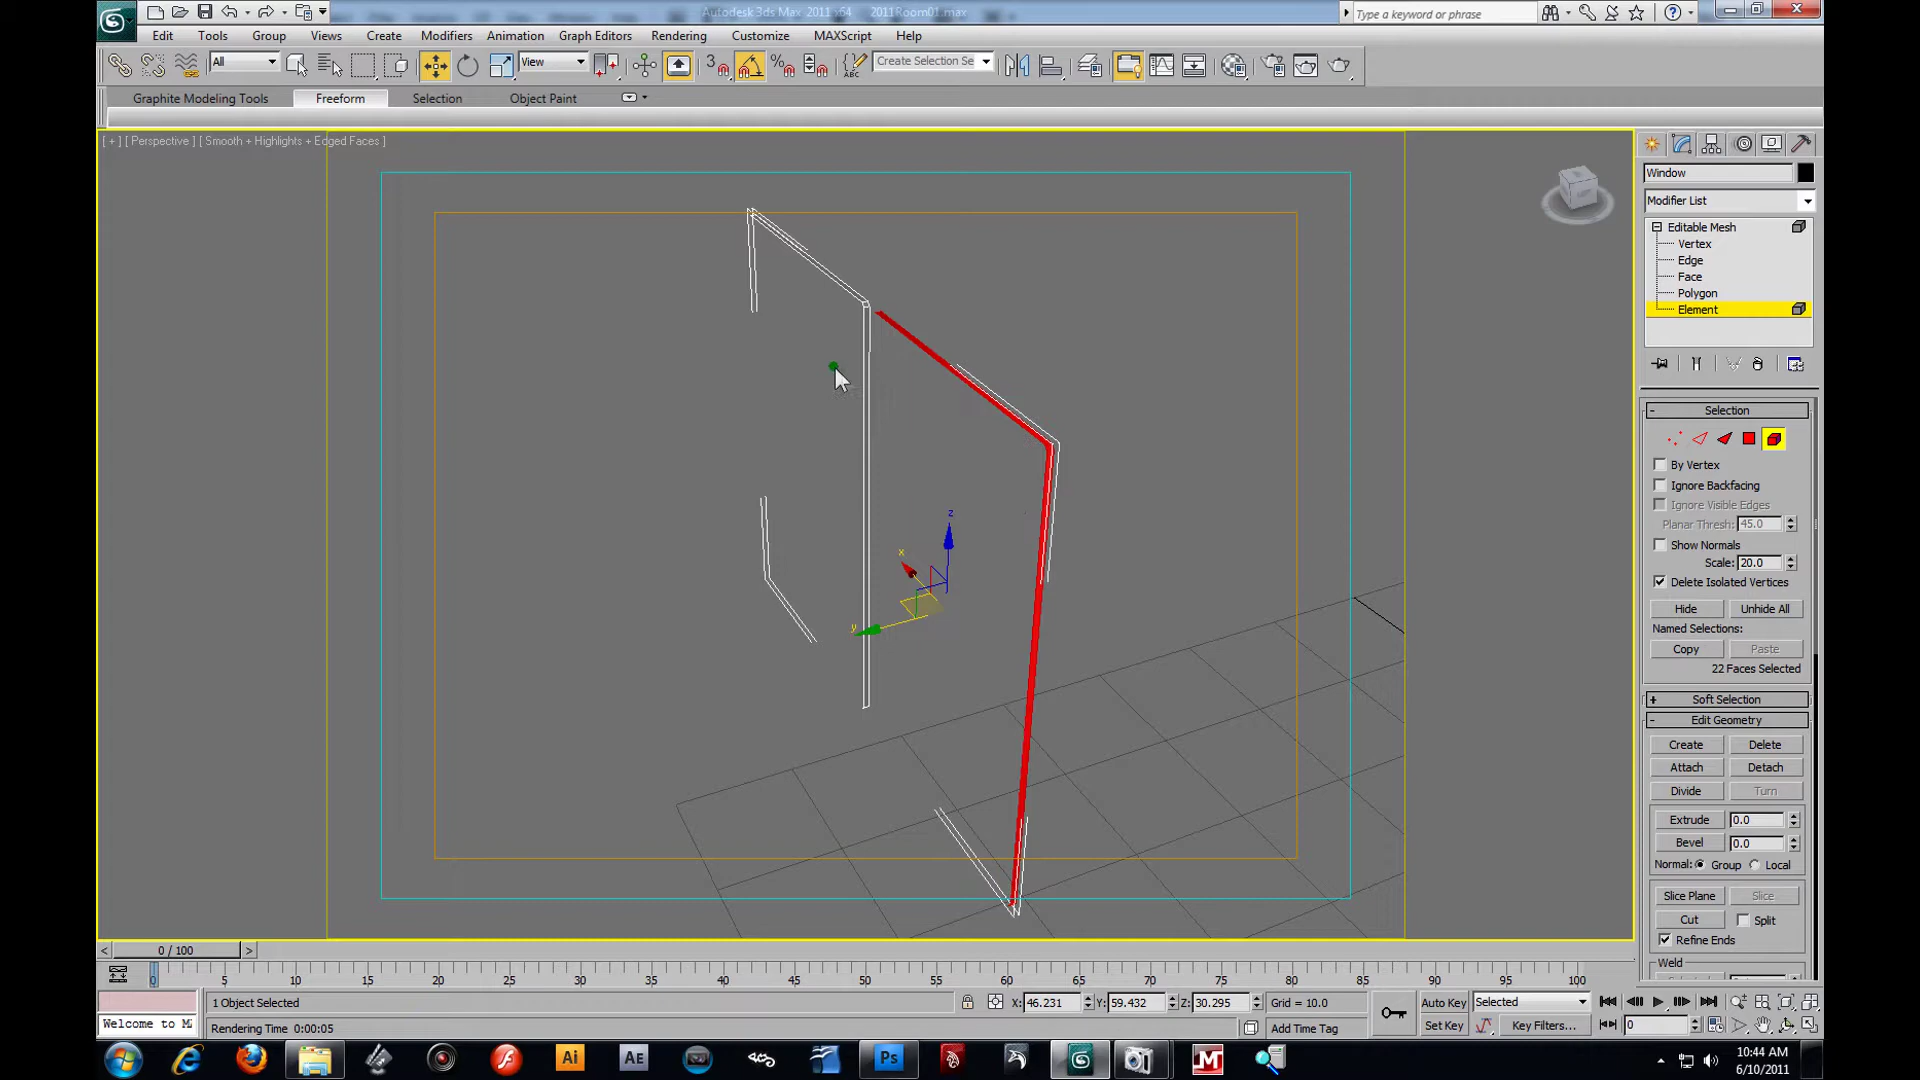 Autodesk 3ds Max 2011 x64 2011Room01.max
Type a keyword or phrase
Edit Tools Group Views Create Modifiers Animation Graph Editors Rendering Customize MAXScript Help
All View 3 % ABC Create Selection Se
Graphite Modeling Tools Freeform Selection Object Paint
[ + ] [ Perspective ] [ Smooth + Highlights + Edged Faces ]
z
x
y
Window
Modifier List
Editable Mesh
Vertex
Edge
Face
Polygon
Element
- Selection
By Vertex
Ignore Backfacing
Ignore Visible Edges
Planar Thresh: 45.0
Show Normals
Scale: 20.0
Delete Isolated Vertices
Hide Unhide All
Named Selections:
Copy Paste
22 Faces Selected
+ Soft Selection
- Edit Geometry
Create Delete
Attach Detach
Divide Turn
Extrude 0.0
Bevel 0.0
Normal: Group Local
Slice Plane Slice
Cut Split
Refine Ends
Weld
< 0 / 100 >
0 5 10 15 20 25 30 35 40 45 50 55 60 65 70 75 80 85 90 95 100
1 Object Selected X: 46.231 Y: 59.432 Z: 30.295 Grid = 10.0 Auto Key Selected
Welcome to M
Rendering Time 0:00:05 Add Time Tag Set Key Key Filters... 0
Ai AE Ps M
10:44 AM
6/10/2011